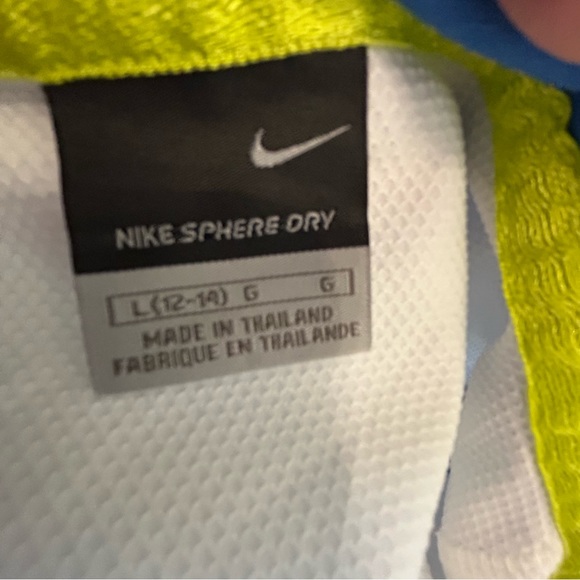 NIKE SPHERE DRY
L (12-14) G G
MADE IN THAILAND
FABRIQUE EN THAILANDE